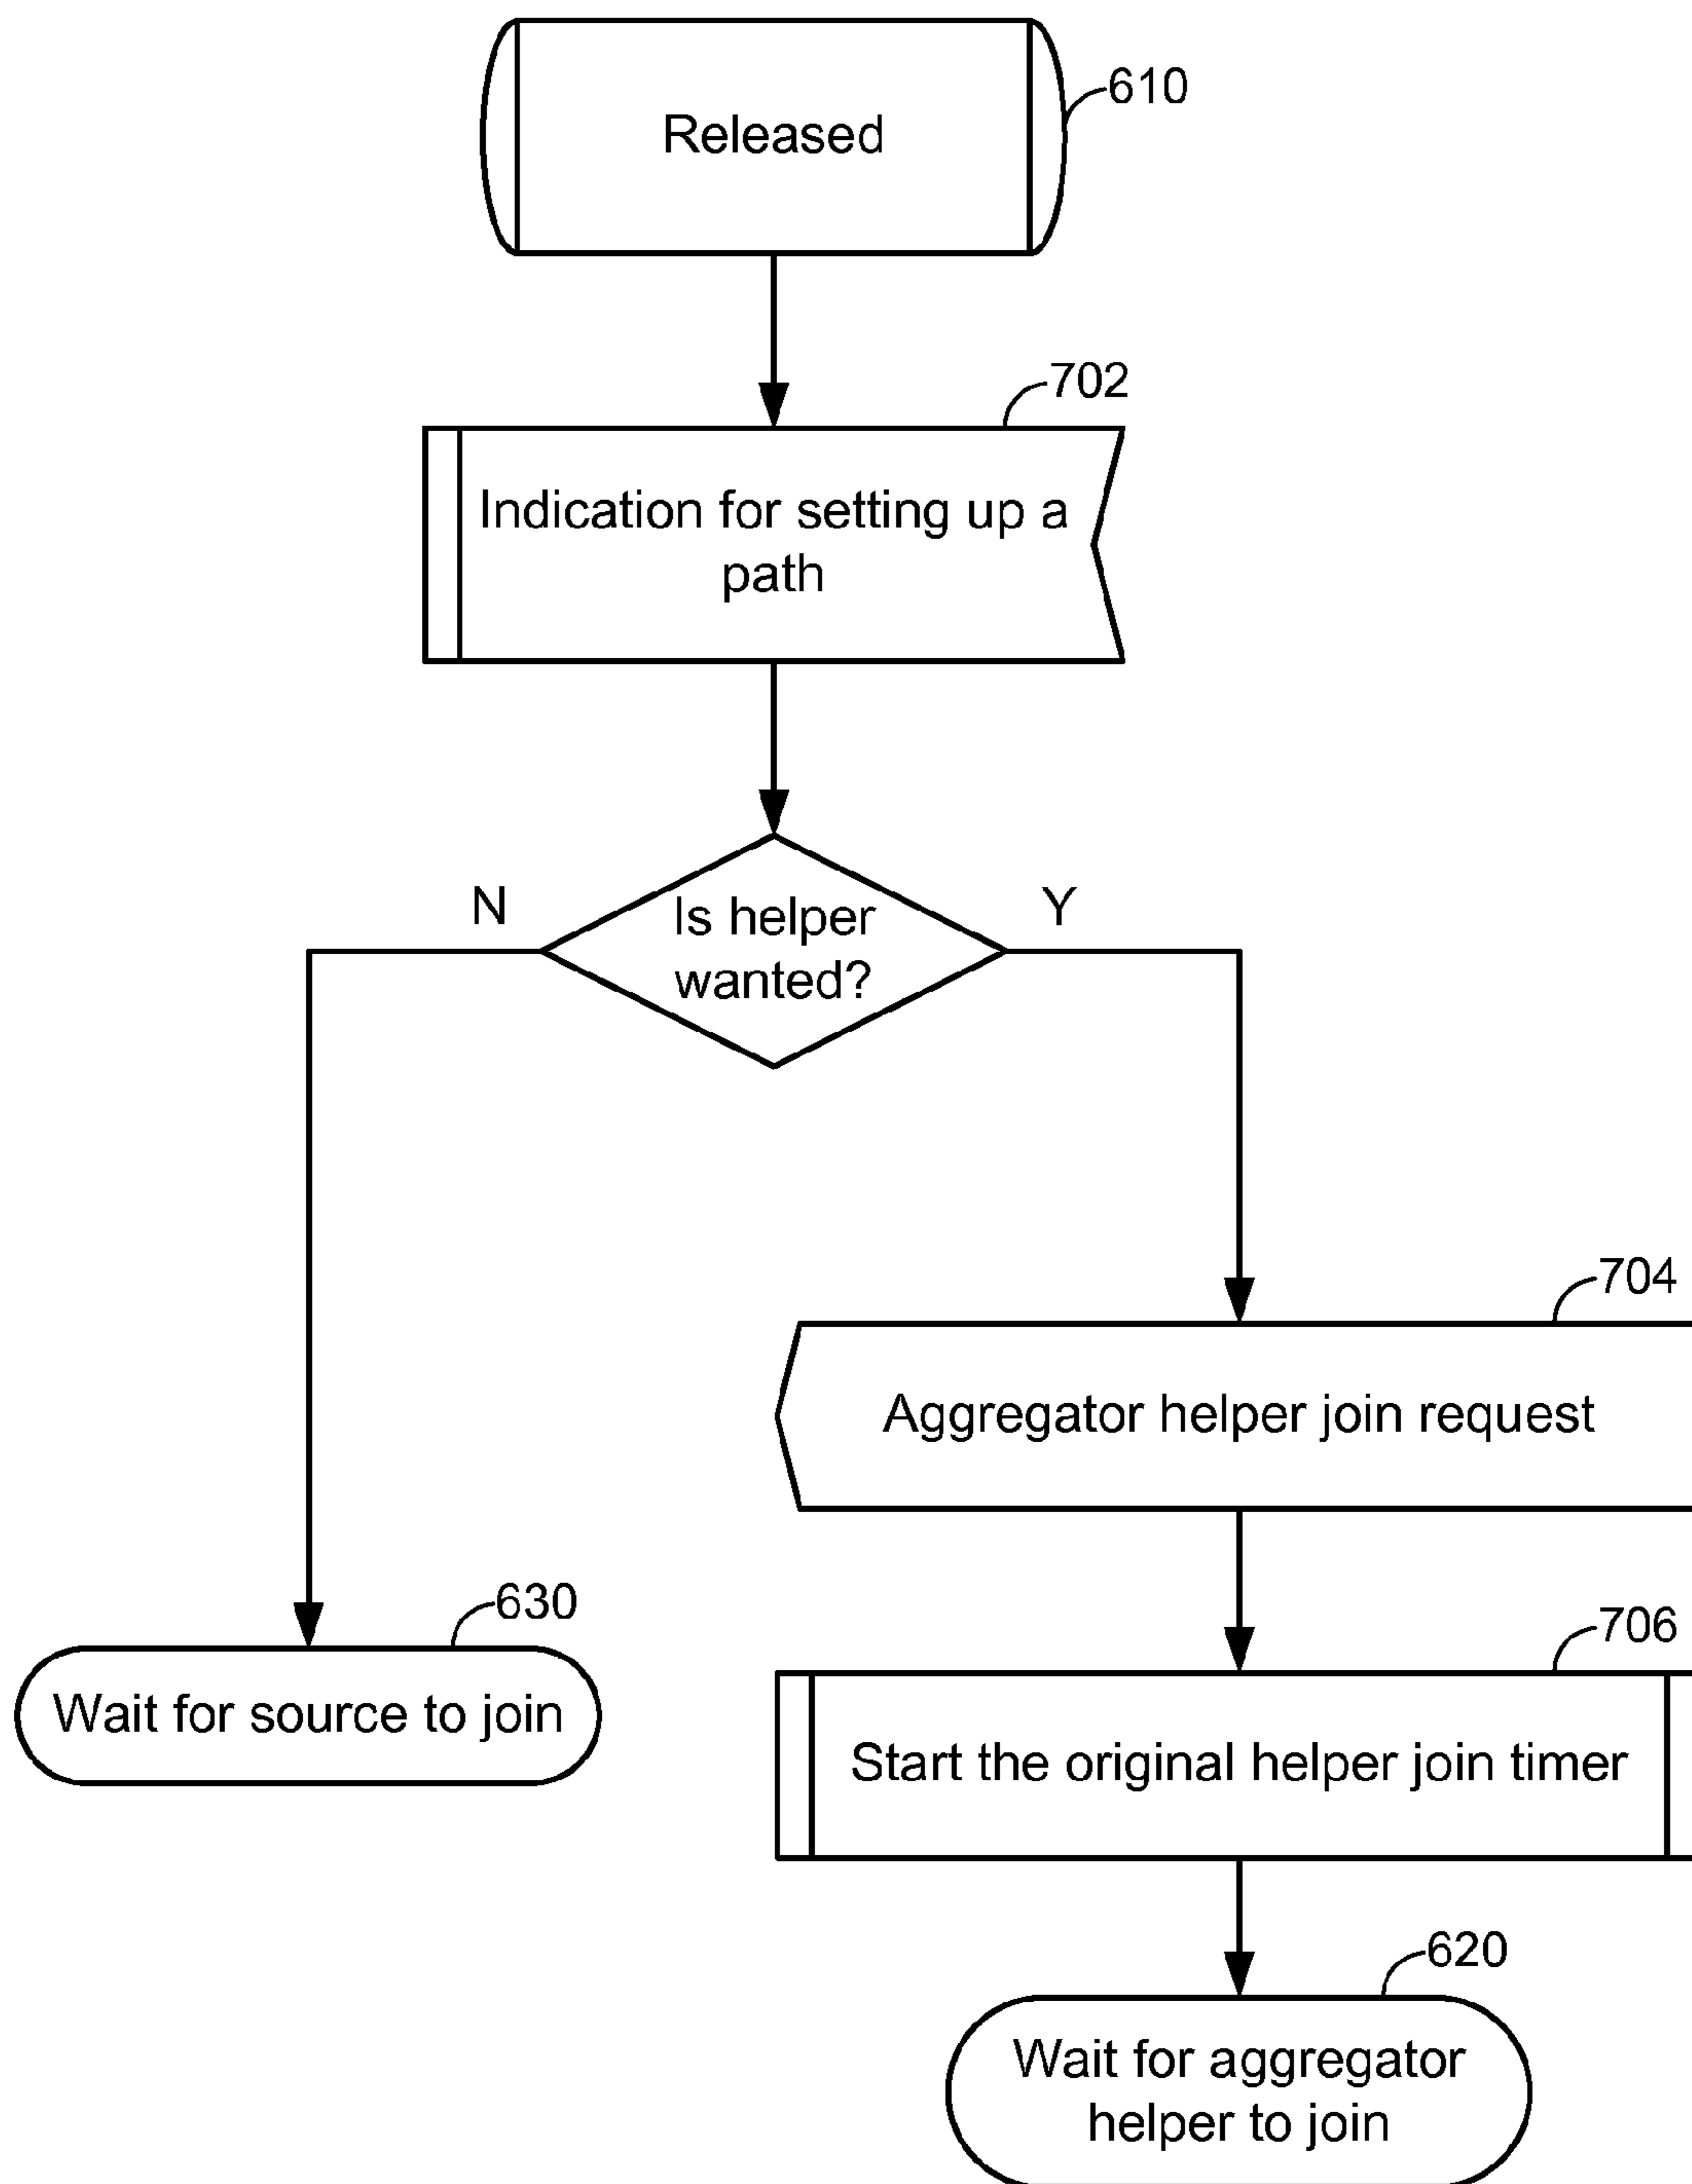 Released
610
702
Indication for setting up a
path
N
Y
Is helper
wanted?
704
Aggregator helper join request
630
Wait for source to join
706
Start the original helper join timer
620
Wait for aggregator
helper to join